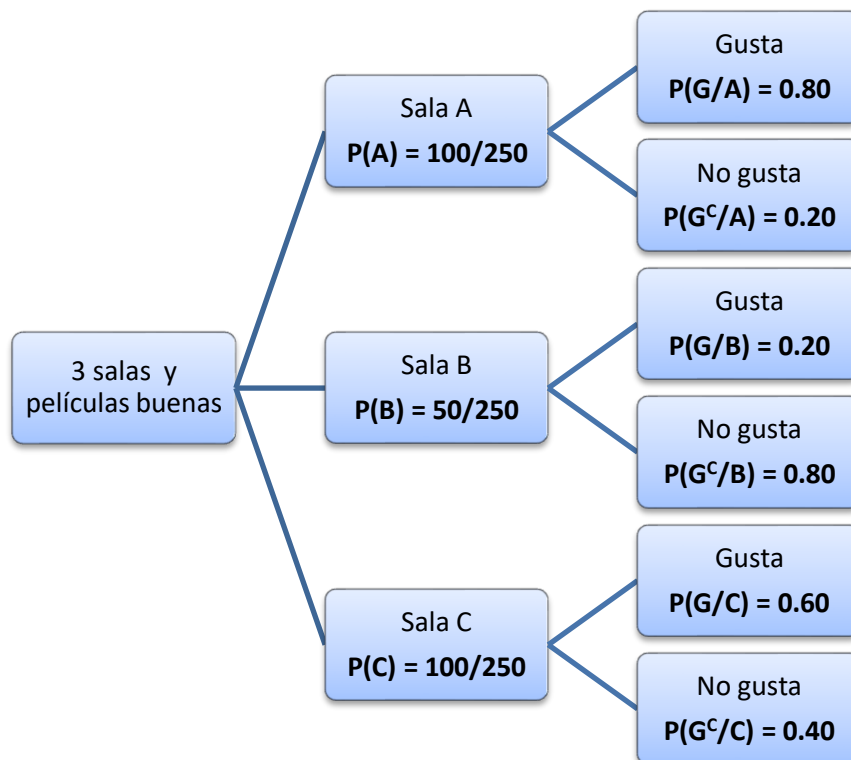 3 salas y
películas buenas
Sala A
P(A) = 100/250
Gusta
P(G/A) = 0.80
No gusta
P(Gᶜ/A) = 0.20
Sala B
P(B) = 50/250
Gusta
P(G/B) = 0.20
No gusta
P(Gᶜ/B) = 0.80
Sala C
P(C) = 100/250
Gusta
P(G/C) = 0.60
No gusta
P(Gᶜ/C) = 0.40